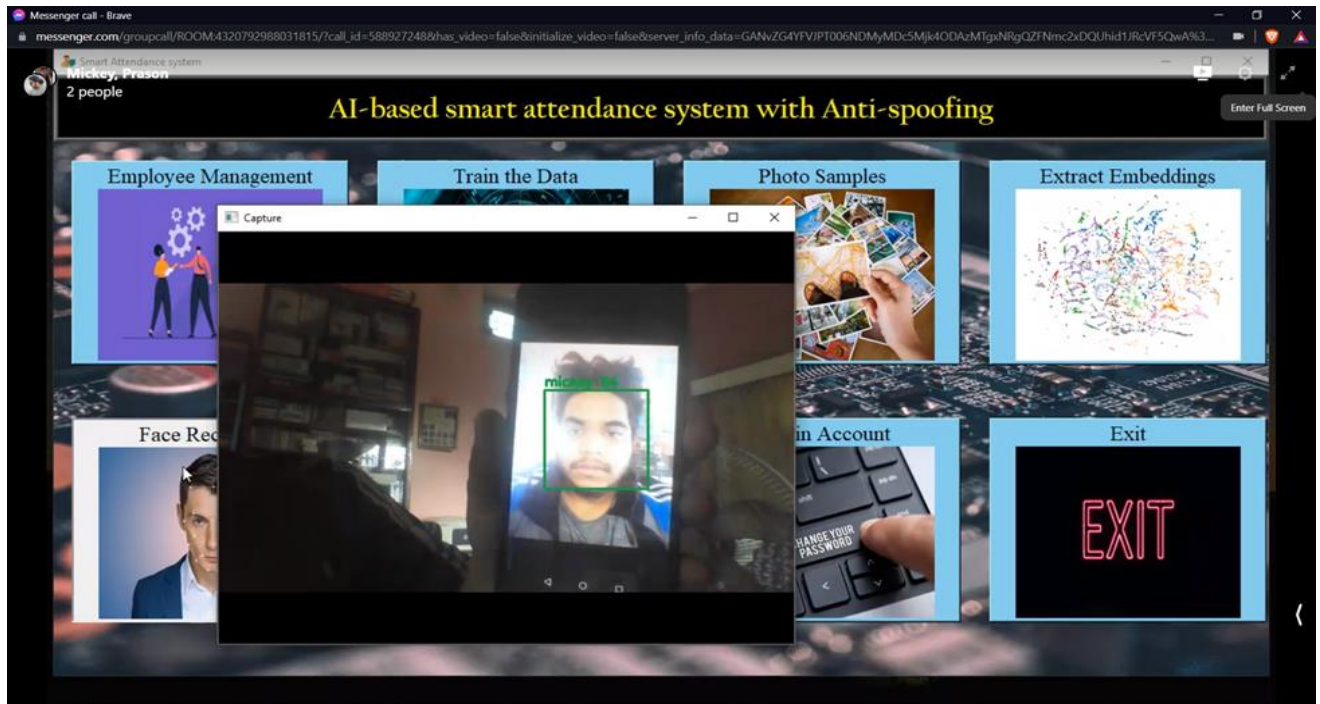 Messenger call - Brave
messenger.com/groupcall/ROOM:4320792988031815/?call_id=588927248&has_video=false&initialize_video=false&server_info_data=
Smart Attendance system
Mickey, Prason
2 people
Enter Full Screen
AI-based smart attendance system with Anti-spoofing
Employee Management
Train the Data
Photo Samples
Extract Embeddings
Capture
mickey
Face Rec
in Account
Exit
shift
CHANGE YOUR
PASSWORD
EXIT